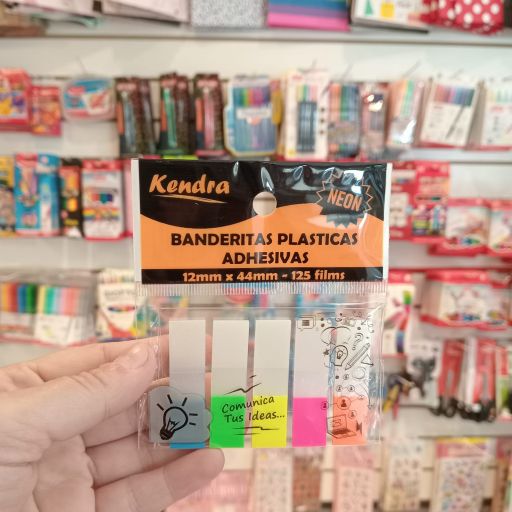 Kendra
NEON
BANDERITAS PLASTICAS
ADHESIVAS
12mm x 44mm - 125 films
Comunica
Tus Ideas...